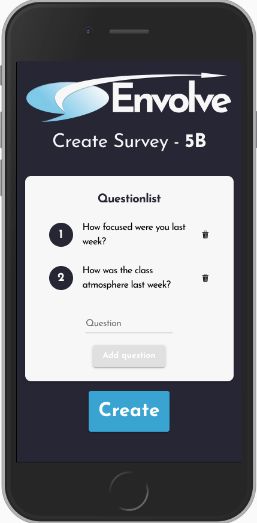 Envolve
Create Survey - 5B
Questionlist
1 How focused were you last
week?
2 How was the class
atmosphere last week?
Question
Add question
Create